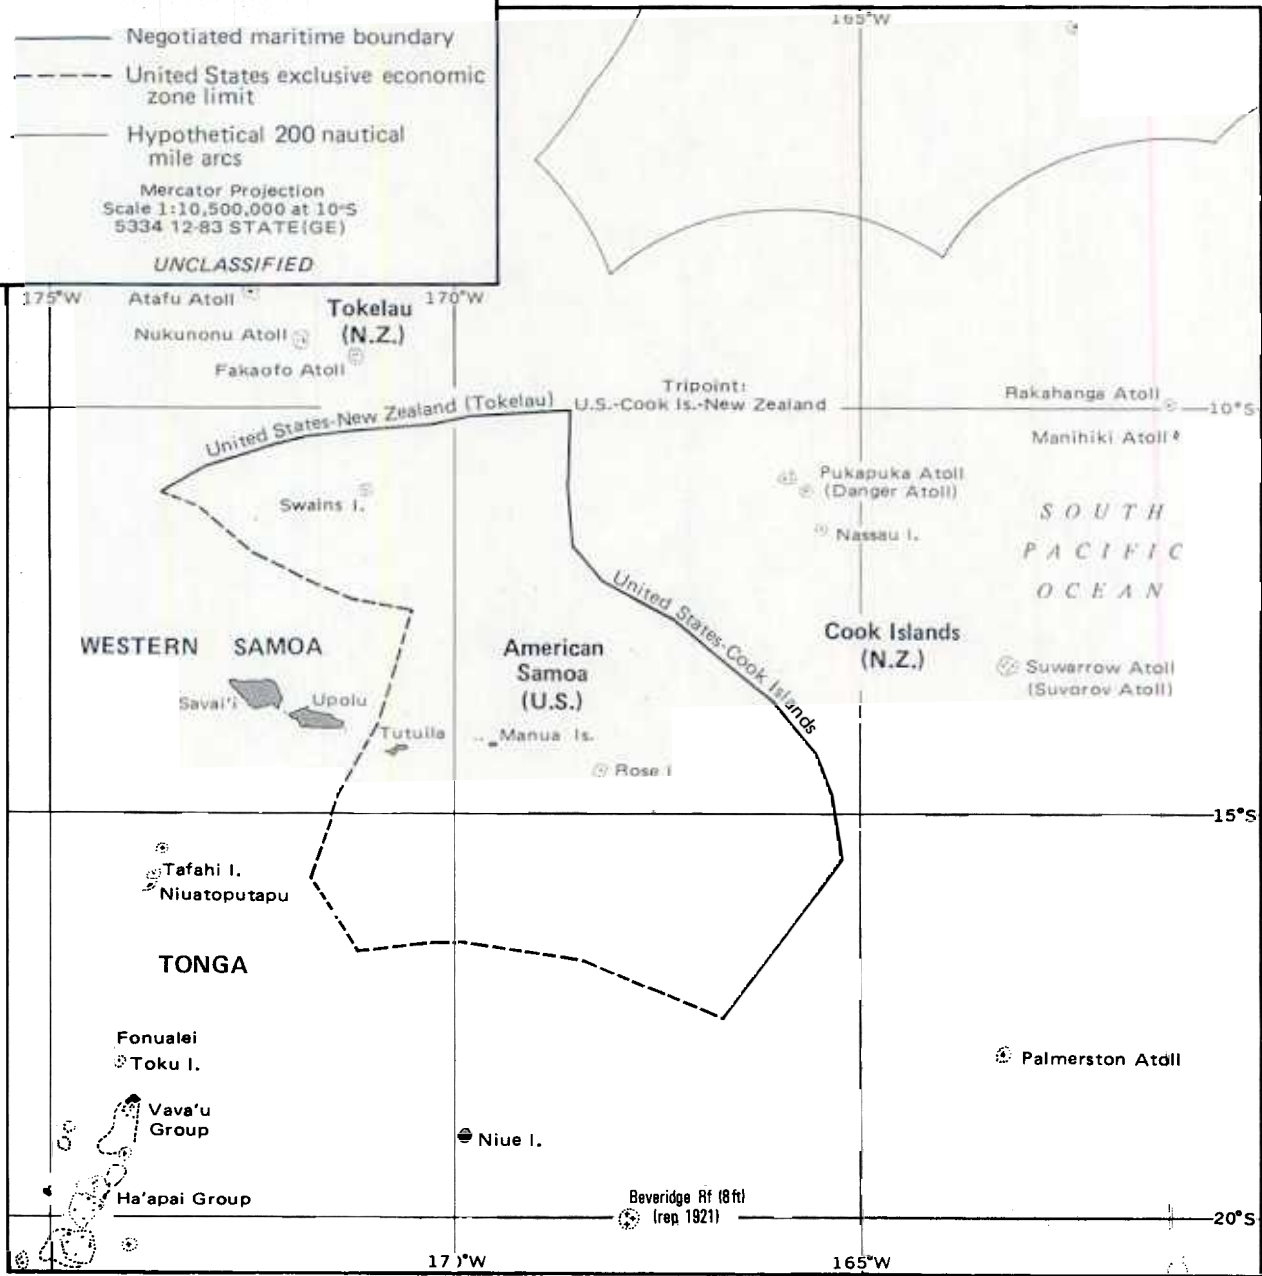 Negotiated maritime boundary
United States exclusive economic
zone limit
Hypothetical 200 nautical
mile arcs
Mercator Projection
Scale 1:10,500,000 at 10°S
5334 12-83 STATE(GE)
UNCLASSIFIED
165°W
175°W
170°W
Atafu Atoll
Tokelau
(N.Z.)
Nukunonu Atoll
Fakaofo Atoll
Tripoint:
U.S.-Cook Is.-New Zealand
United States-New Zealand (Tokelau)
Rakahanga Atoll
10°S
Manihiki Atoll
Pukapuka Atoll
(Danger Atoll)
Swains I.
Nassau I.
SOUTH
PACIFIC
OCEAN
United States-Cook Islands
WESTERN SAMOA
American
Samoa
(U.S.)
Cook Islands
(N.Z.)
Suwarrow Atoll
(Suvorov Atoll)
Savai'i
Upolu
Tutuila
Manua Is.
Rose I
15°S
Tafahi I.
Niuatoputapu
TONGA
Fonualei
Toku I.
Palmerston Atoll
Vava'u
Group
Niue I.
Ha'apai Group
Beveridge Rf (8ft)
(rep 1921)
20°S
170°W
165°W